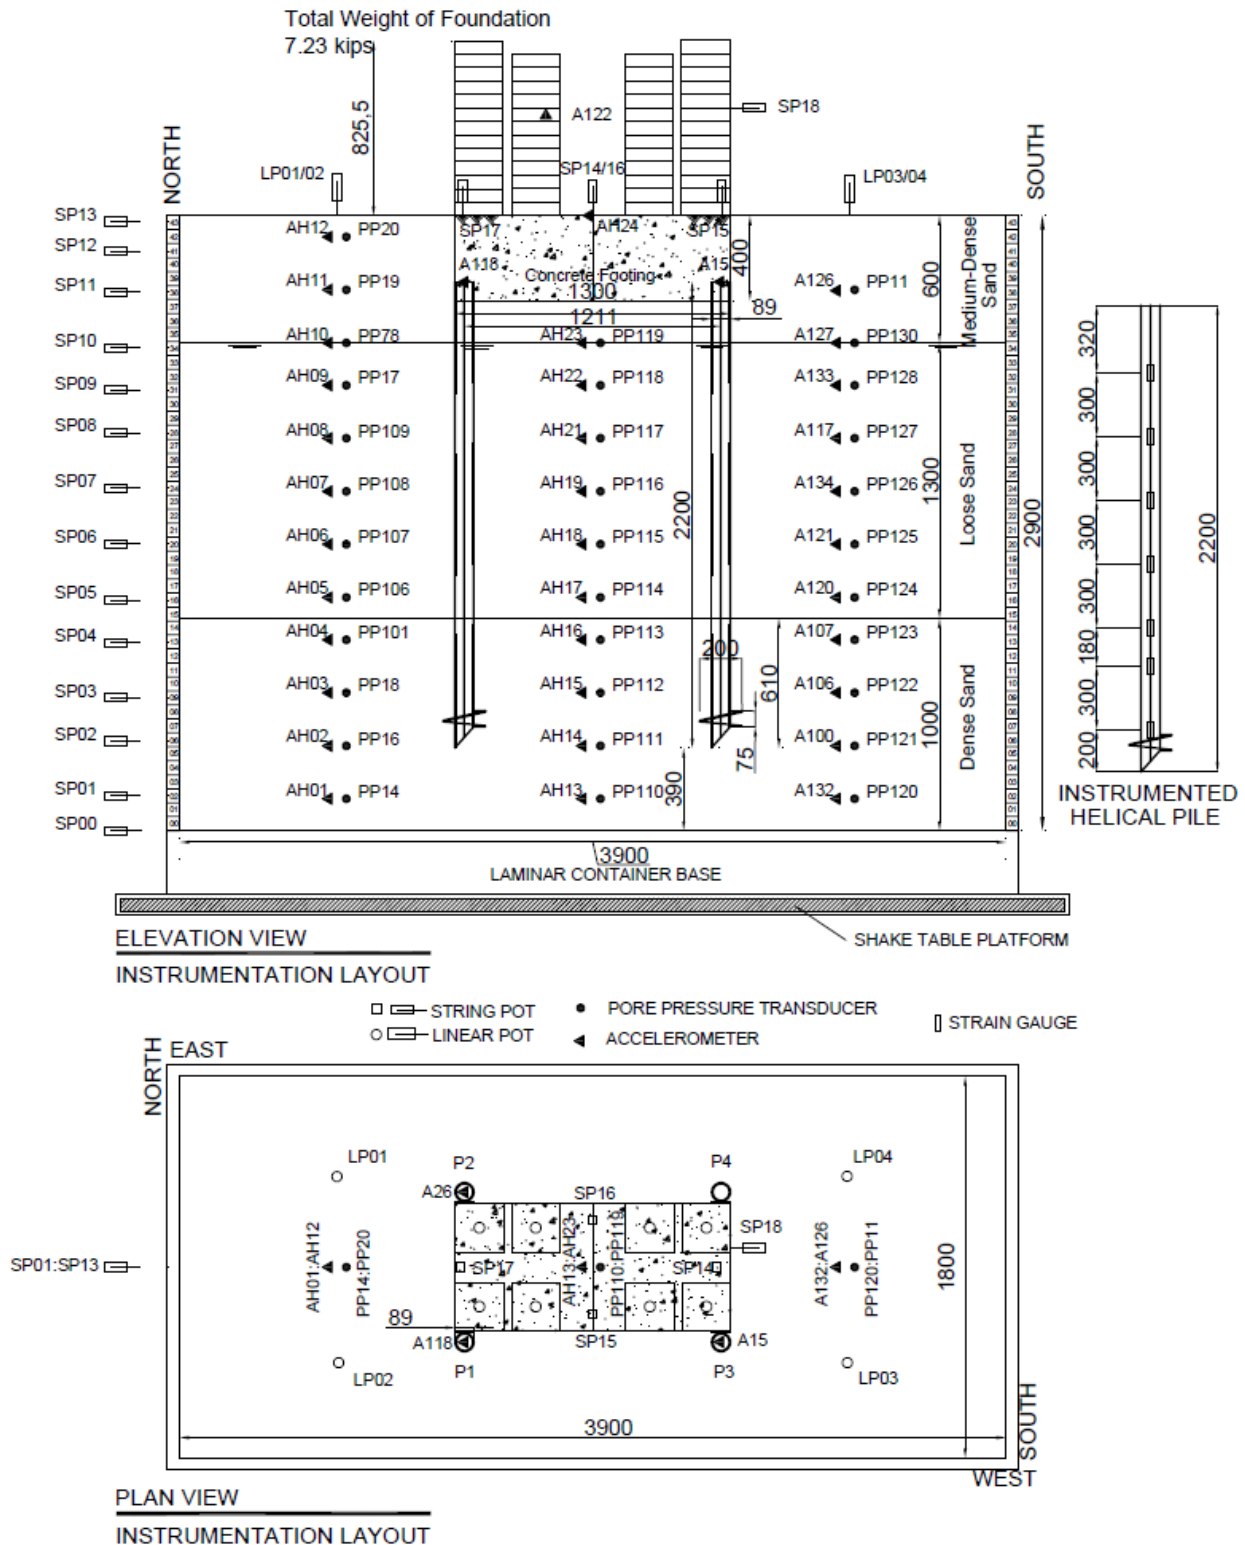 Total Weight of Foundation
7.23 kips
825,5
A122
SP18
NORTH
SOUTH
LP01/02
SP14/16
LP03/04
SP13
SP12
SP11
SP10
SP09
SP08
SP07
SP06
SP05
SP04
SP03
SP02
SP01
SP00
AH12 PP20
AH11 PP19
AH10 PP78
AH09 PP17
AH08 PP109
AH07 PP108
AH06 PP107
AH05 PP106
AH04 PP101
AH03 PP18
AH02 PP16
AH01 PP14
SP17
AH24
SP15
A118
Concrete Footing
A15
1300
1211
400
89
AH23 PP119
AH22 PP118
AH21 PP117
AH19 PP116
AH18 PP115
AH17 PP114
AH16 PP113
AH15 PP112
AH14 PP111
AH13 PP110
2200
200
610
75
390
A126 PP11
A127 PP130
A133 PP128
A117 PP127
A134 PP126
A121 PP125
A120 PP124
A107 PP123
A106 PP122
A100 PP121
A132 PP120
600
1300
1000
Medium-Dense
Sand
Loose Sand
Dense Sand
2900
320
300
300
300
300
180
300
200
2200
INSTRUMENTED
HELICAL PILE
3900
LAMINAR CONTAINER BASE
SHAKE TABLE PLATFORM
ELEVATION VIEW
INSTRUMENTATION LAYOUT
STRING POT
LINEAR POT
PORE PRESSURE TRANSDUCER
ACCELEROMETER
STRAIN GAUGE
NORTH
EAST
LP01
P2
P4
LP04
A26
SP16
SP18
SP01:SP13
AH01:AH12
PP14:PP20
SP17
AH13:AH23
PP110:PP119
SP14
A132:A126
PP120:PP11
1800
89
A118
SP15
A15
LP02
P1
P3
LP03
3900
SOUTH
WEST
PLAN VIEW
INSTRUMENTATION LAYOUT